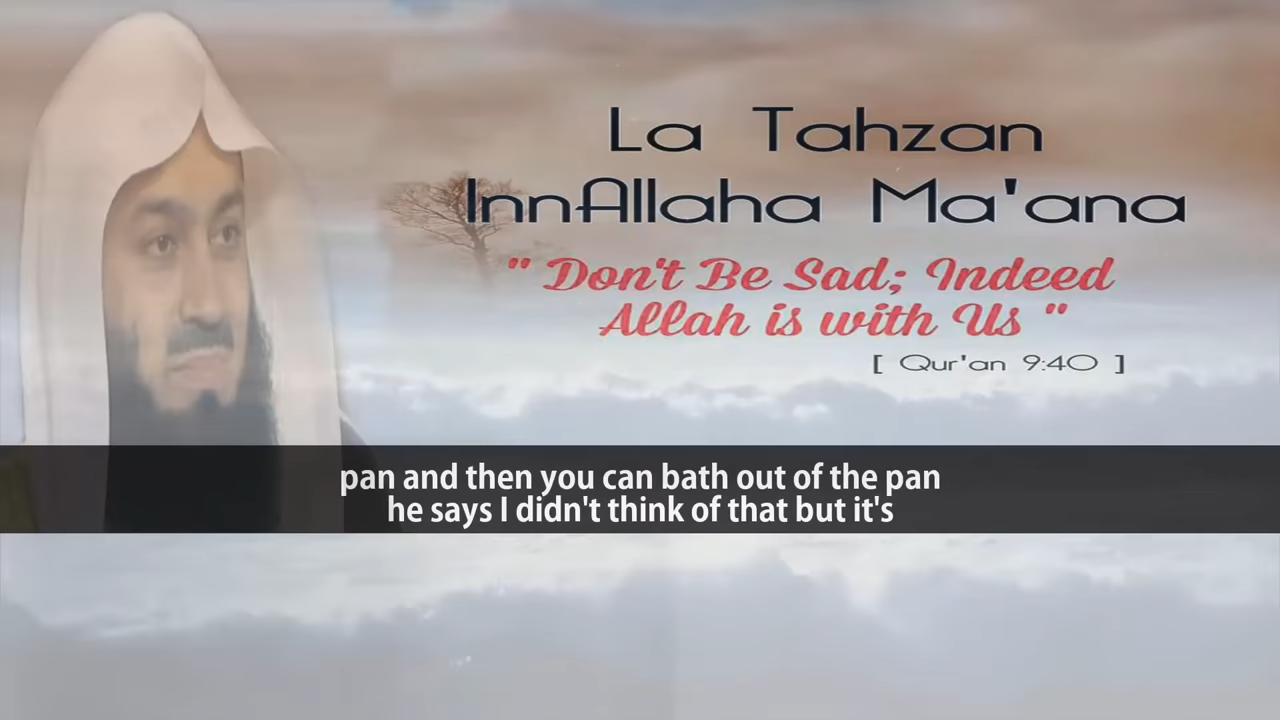 La Tahzan
InnAllaha Ma'ana
" Don't Be Sad; Indeed
Allah is with Us "
[ Qur'an 9:40 ]
pan and then you can bath out of the pan
he says I didn't think of that but it's